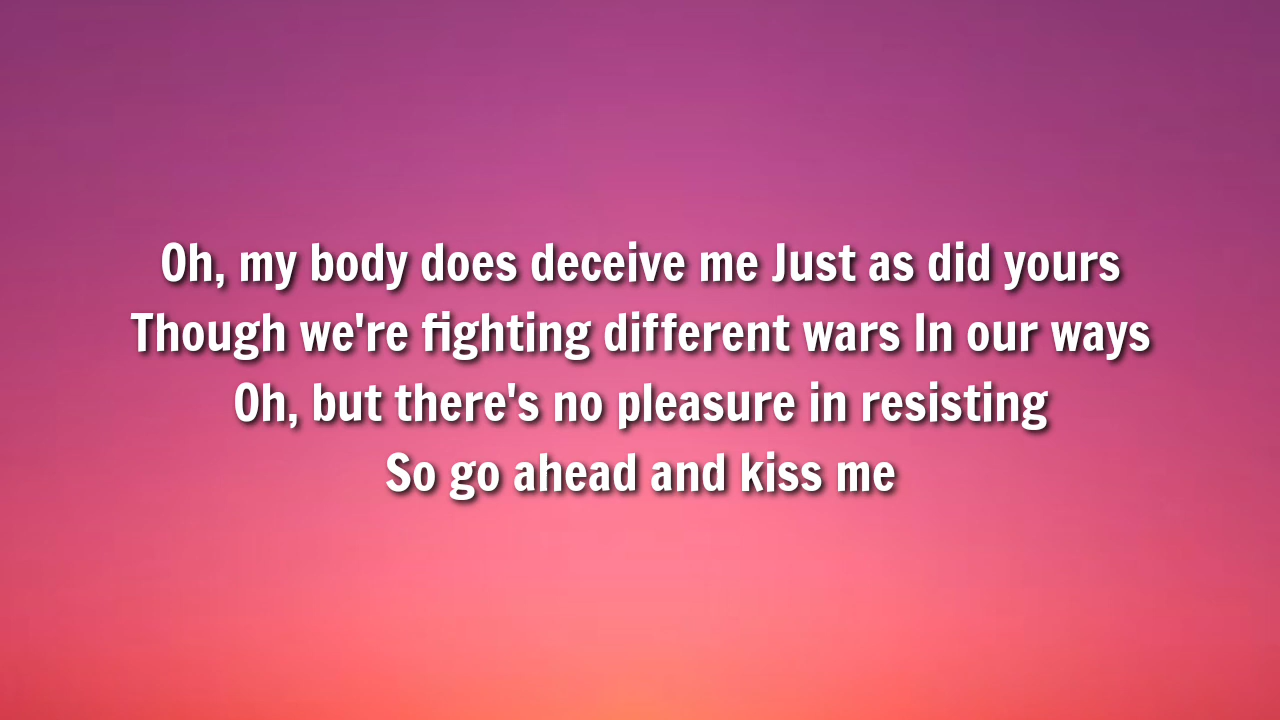 Oh, my body does deceive me Just as did yours
Though we're fighting different wars In our ways
Oh, but there's no pleasure in resisting
So go ahead and kiss me